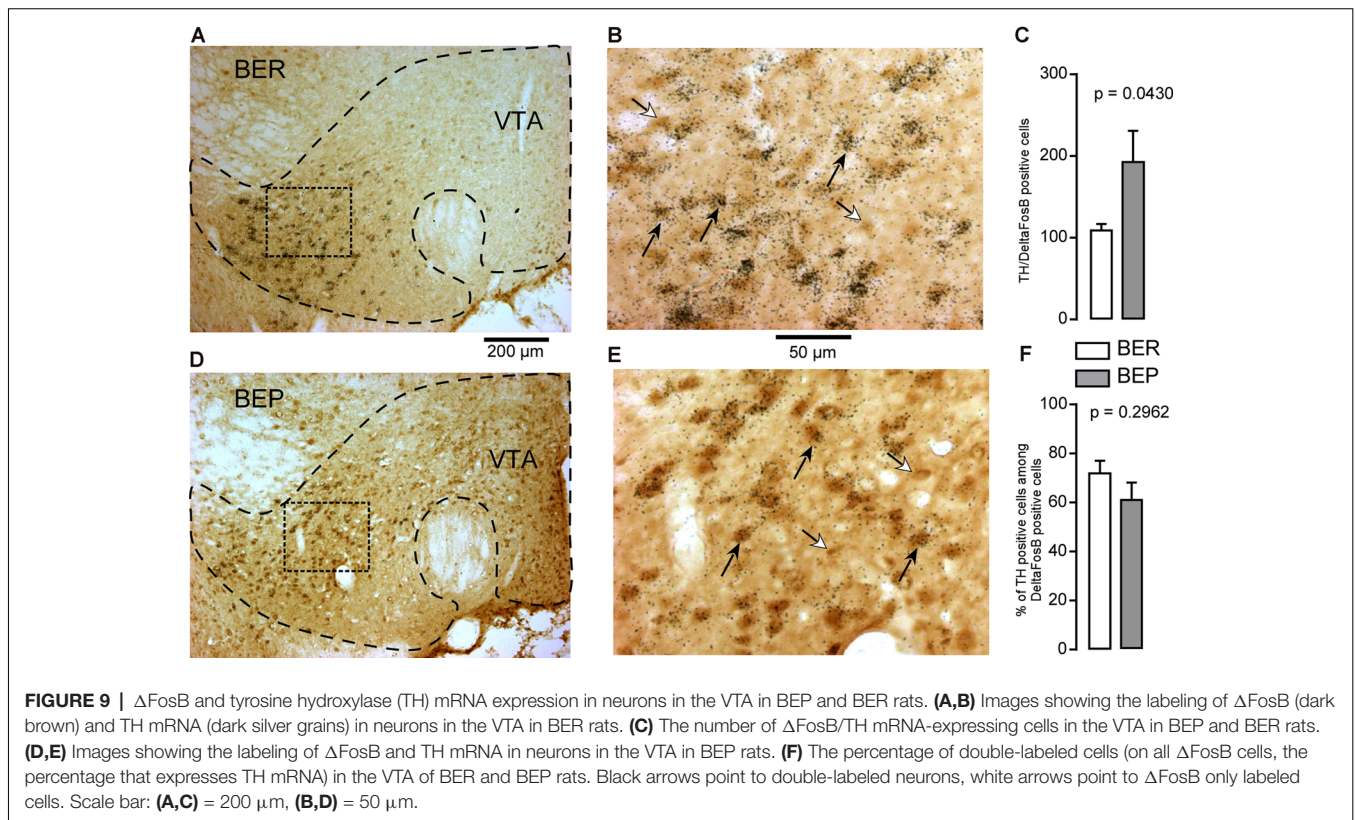 A
BER
VTA
B
C
300
p = 0.0430
200
100
0
TH/DeltaFosB positive cells
200 µm
50 µm
BER
BEP
D
BEP
VTA
E
F
100
p = 0.2962
80
60
40
20
0
% of TH positive cells among
DeltaFosB positive cells
FIGURE 9 | ΔFosB and tyrosine hydroxylase (TH) mRNA expression in neurons in the VTA in BEP and BER rats. (A,B) Images showing the labeling of ΔFosB (dark
brown) and TH mRNA (dark silver grains) in neurons in the VTA in BER rats. (C) The number of ΔFosB/TH mRNA-expressing cells in the VTA in BEP and BER rats.
(D,E) Images showing the labeling of ΔFosB and TH mRNA in neurons in the VTA in BEP rats. (F) The percentage of double-labeled cells (on all ΔFosB cells, the
percentage that expresses TH mRNA) in the VTA of BER and BEP rats. Black arrows point to double-labeled neurons, white arrows point to ΔFosB only labeled
cells. Scale bar: (A,C) = 200 µm, (B,D) = 50 µm.